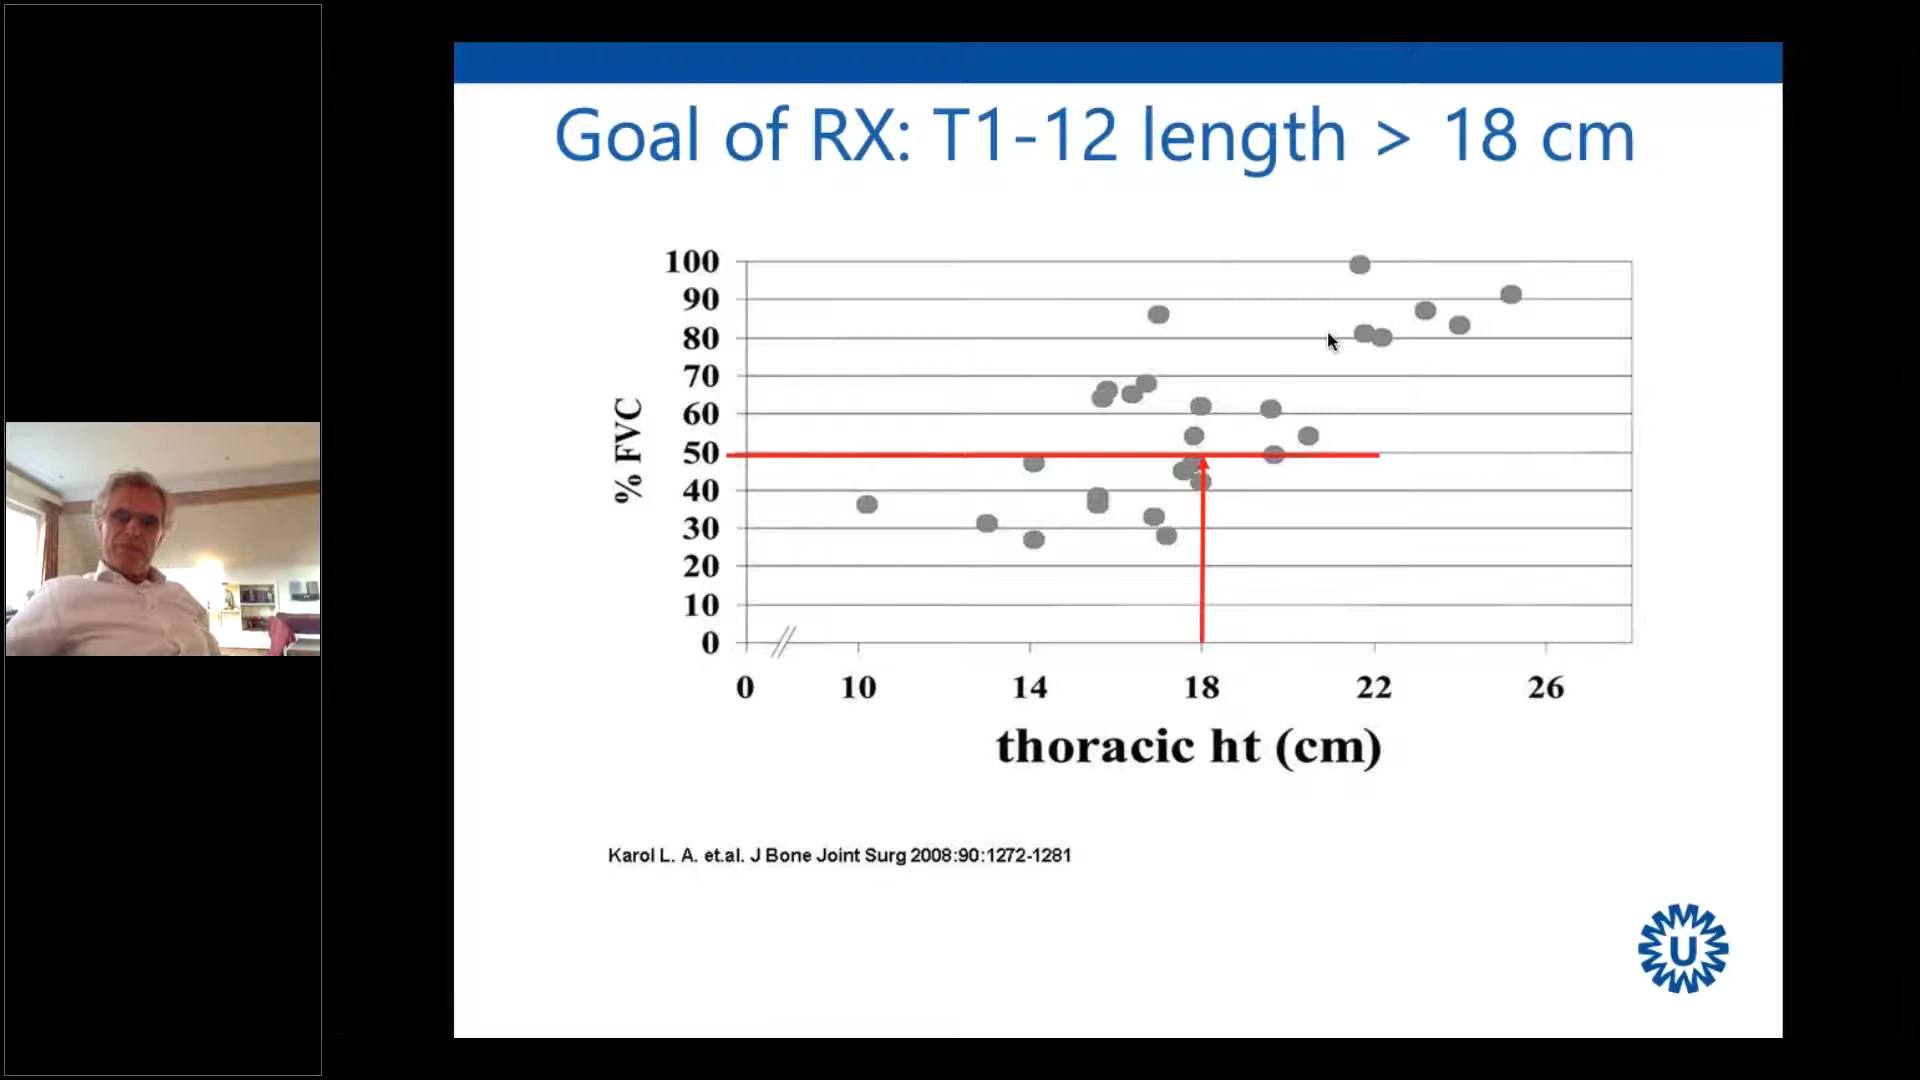 Goal of RX: T1-12 length > 18 cm
100
90
80
70
60
50
40
30
20
10
0
% FVC
0 10 14 18 22 26
thoracic ht (cm)
Karol L. A. et.al. J Bone Joint Surg 2008:90:1272-1281
U